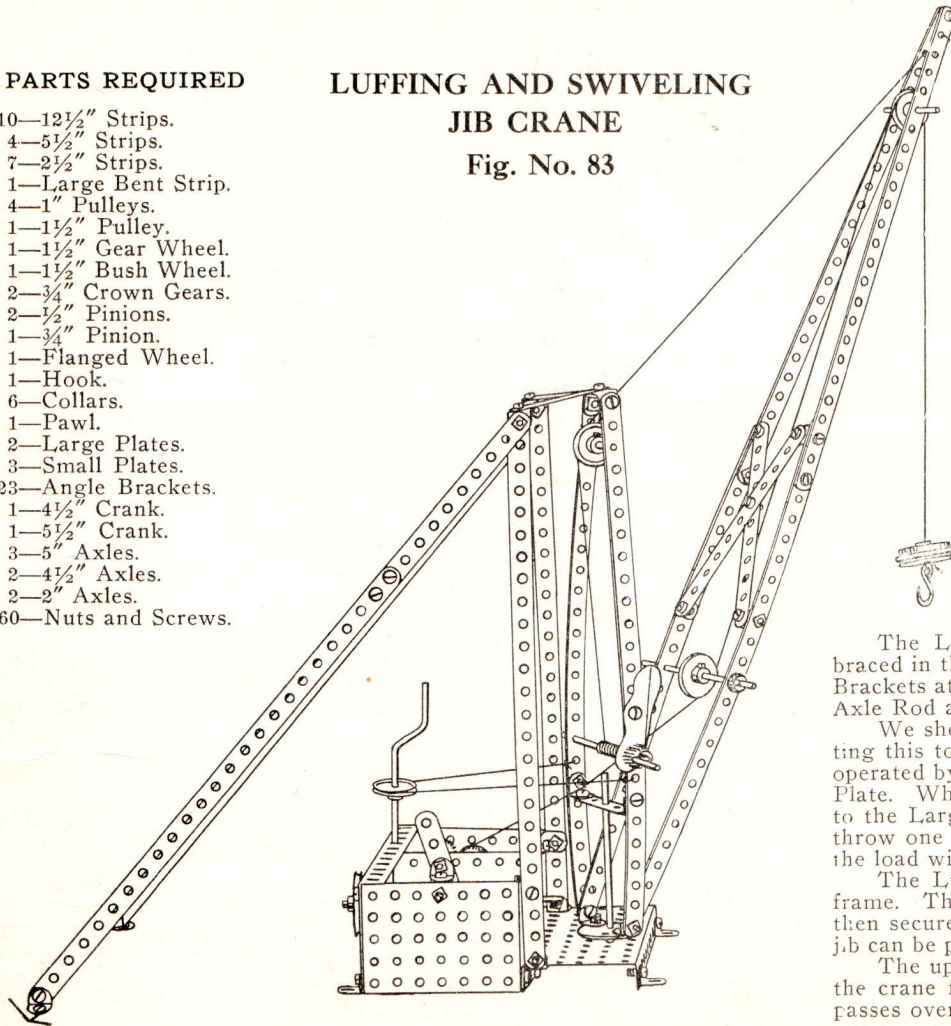 PARTS REQUIRED
10—12½″ Strips.
4—5½″ Strips.
7—2½″ Strips.
1—Large Bent Strip.
4—1″ Pulleys.
1—1½″ Pulley.
1—1½″ Gear Wheel.
1—1½″ Bush Wheel.
2—¾″ Crown Gears.
2—½″ Pinions.
1—¾″ Pinion.
1—Flanged Wheel.
1—Hook.
6—Collars.
1—Pawl.
2—Large Plates.
3—Small Plates.
23—Angle Brackets.
1—4½″ Crank.
1—5½″ Crank.
3—5″ Axles.
2—4½″ Axles.
2—2″ Axles.
60—Nuts and Screws.
LUFFING AND SWIVELING
JIB CRANE
Fig. No. 83
The L
braced in th
Brackets at
Axle Rod a
We sho
ting this to
operated by
Plate. Wh
to the Larg
throw one
the load wi
The L
frame. Th
then secure
jib can be p
The up
the crane f
passes over